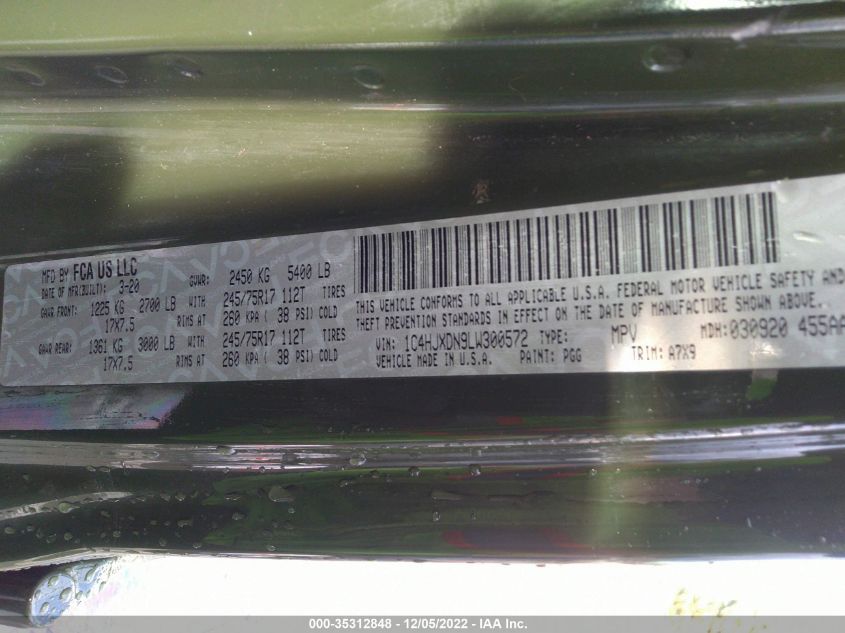 MFD BY FCA US LLC
DATE OF MFR(BUILT): 3-20 GVWR: 2450 KG 5400 LB
GAWR FRONT: 1225 KG 2700 LB WITH 245/75R17 112T TIRES
17X7.5 RIMS AT 260 KPA ( 38 PSI) COLD
GAWR REAR: 1361 KG 3000 LB WITH 245/75R17 112T TIRES
17X7.5 RIMS AT 260 KPA ( 38 PSI) COLD
THIS VEHICLE CONFORMS TO ALL APPLICABLE U.S.A. FEDERAL MOTOR VEHICLE SAFETY AND
THEFT PREVENTION STANDARDS IN EFFECT ON THE DATE OF MANUFACTURE SHOWN ABOVE.
VIN: 1C4HJXDN9LW300572 TYPE: MPV MDH: 030920 455AA
VEHICLE MADE IN U.S.A. PAINT: PGG TRIM: A7X9
000-35312848 - 12/05/2022 - IAA Inc.